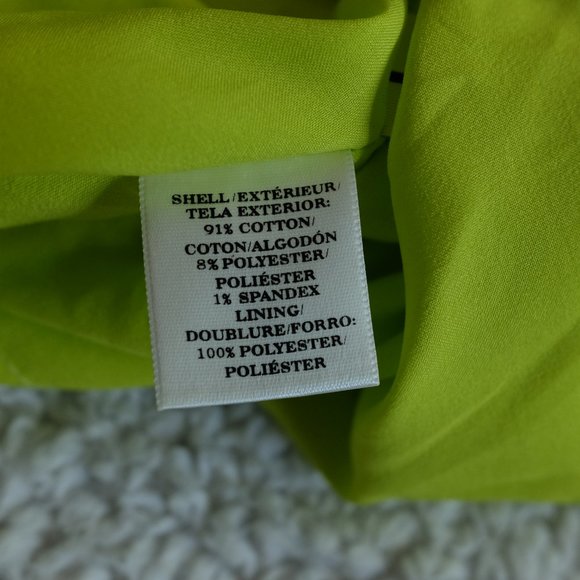 SHELL/EXTÉRIEUR/
TELA EXTERIOR:
91% COTTON/
COTON/ALGODÓN
8% POLYESTER/
POLIÉSTER
1% SPANDEX
LINING/
DOUBLURE/FORRO:
100% POLYESTER/
POLIÉSTER